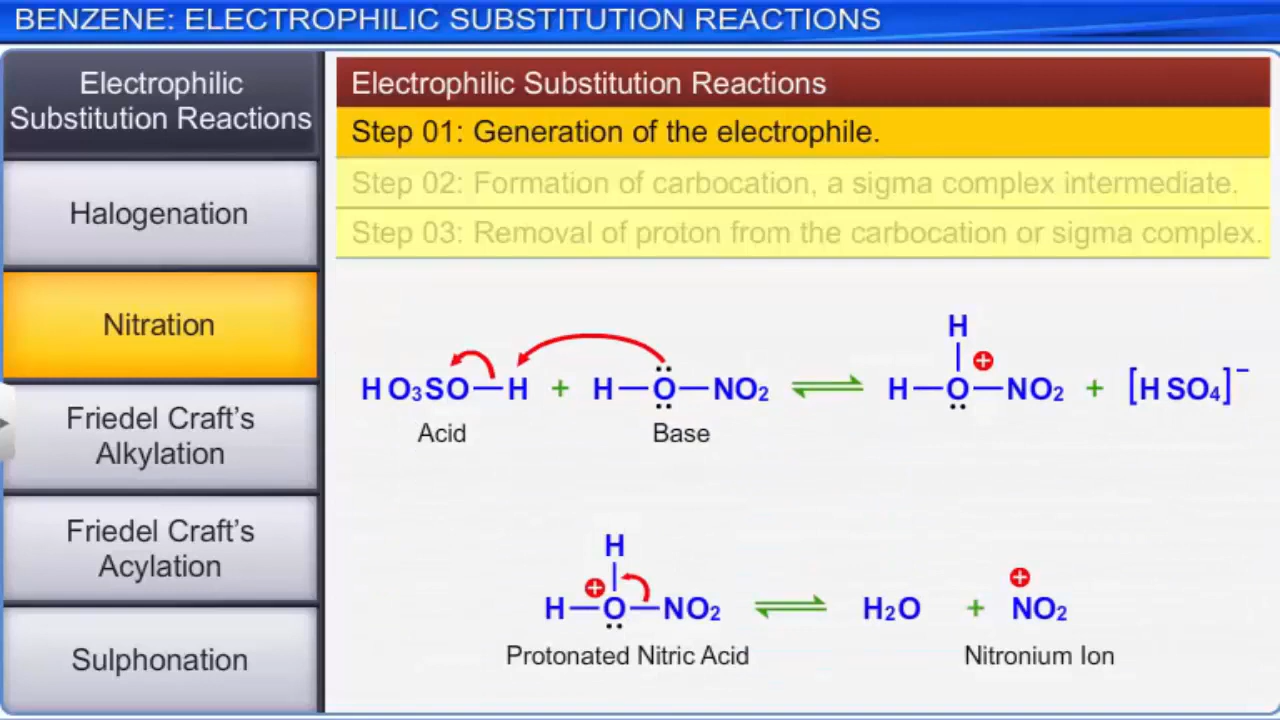 BENZENE: ELECTROPHILIC SUBSTITUTION REACTIONS
Electrophilic
Substitution Reactions
Halogenation
Nitration
Friedel Craft's
Alkylation
Friedel Craft's
Acylation
Sulphonation
Electrophilic Substitution Reactions
Step 01: Generation of the electrophile.
Step 02: Formation of carbocation, a sigma complex intermediate.
Step 03: Removal of proton from the carbocation or sigma complex.
H
H O₃SO—H + H—O—NO₂ ⇌ H—O—NO₂ + [H SO₄]⁻
Acid Base
H
H—O—NO₂ ⇌ H₂O + NO₂
Protonated Nitric Acid Nitronium Ion